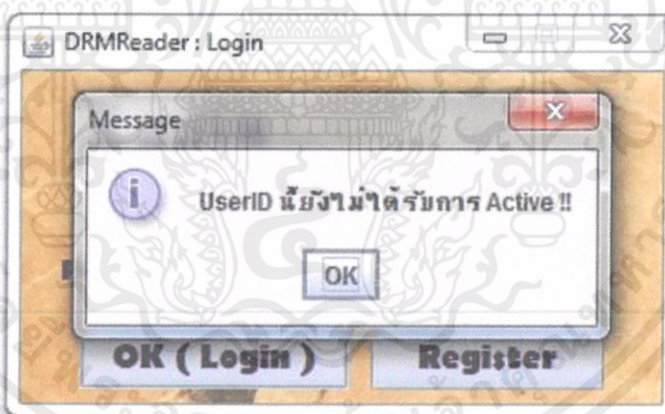 DRMReader : Login
Message
UserID นี้ยังไม่ได้รับการ Active !!
OK
OK ( Login )
Register